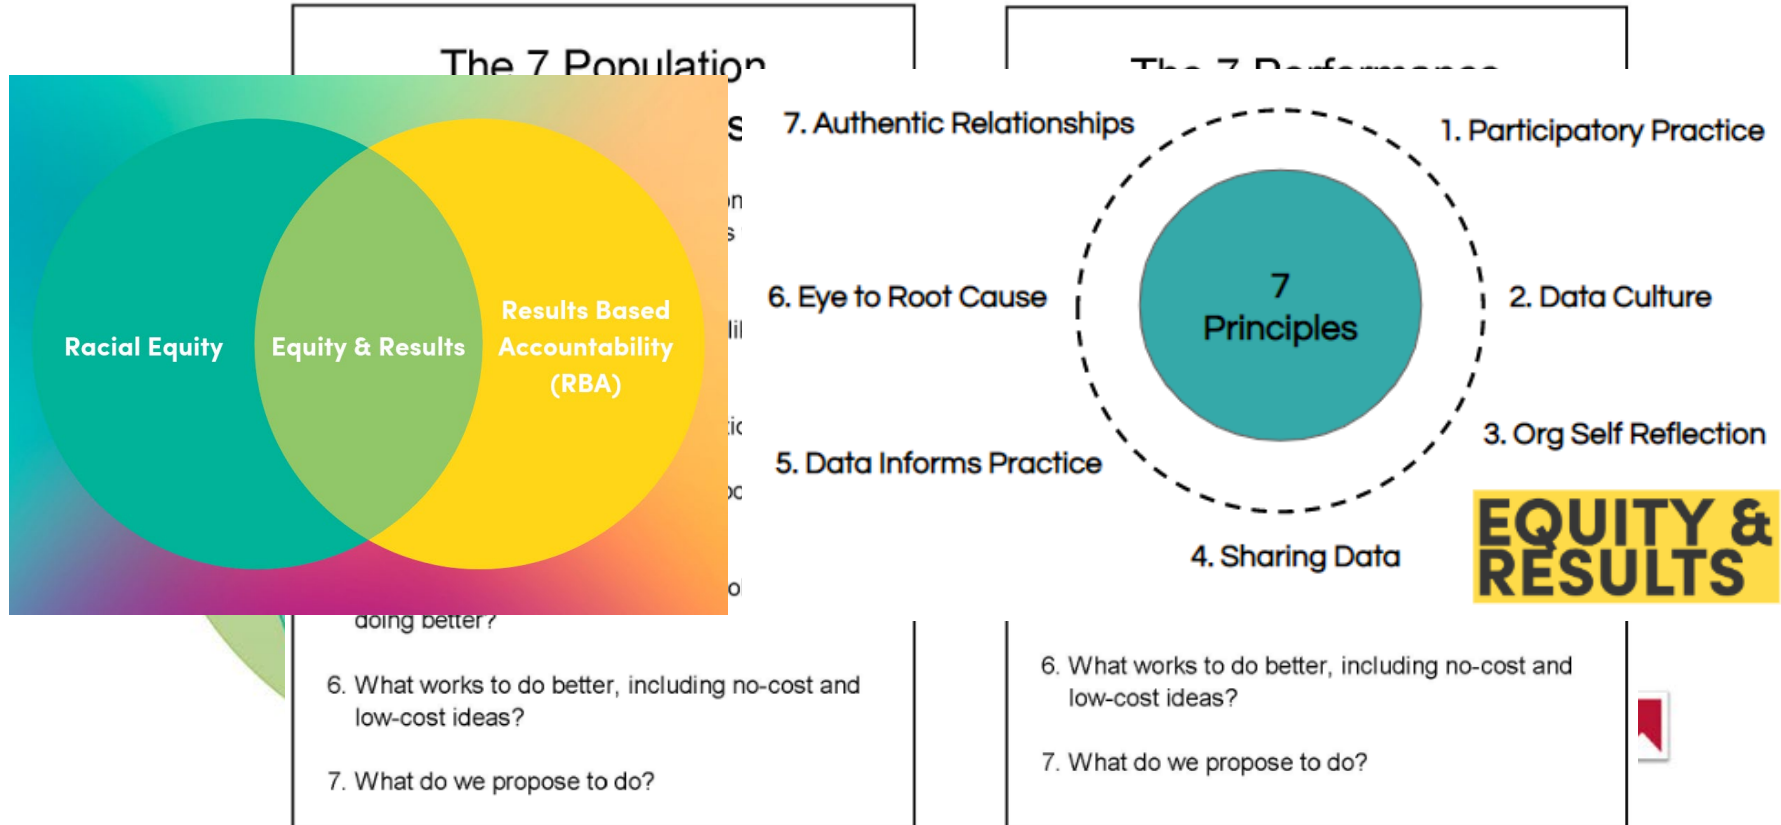 The 7 Population
The 7 Performance
Racial Equity
Equity & Results
Results Based
Accountability
(RBA)
7. Authentic Relationships
1. Participatory Practice
6. Eye to Root Cause
7
Principles
2. Data Culture
3. Org Self Reflection
5. Data Informs Practice
4. Sharing Data
EQUITY &
RESULTS
doing better?
6. What works to do better, including no-cost and
low-cost ideas?
7. What do we propose to do?
6. What works to do better, including no-cost and
low-cost ideas?
7. What do we propose to do?